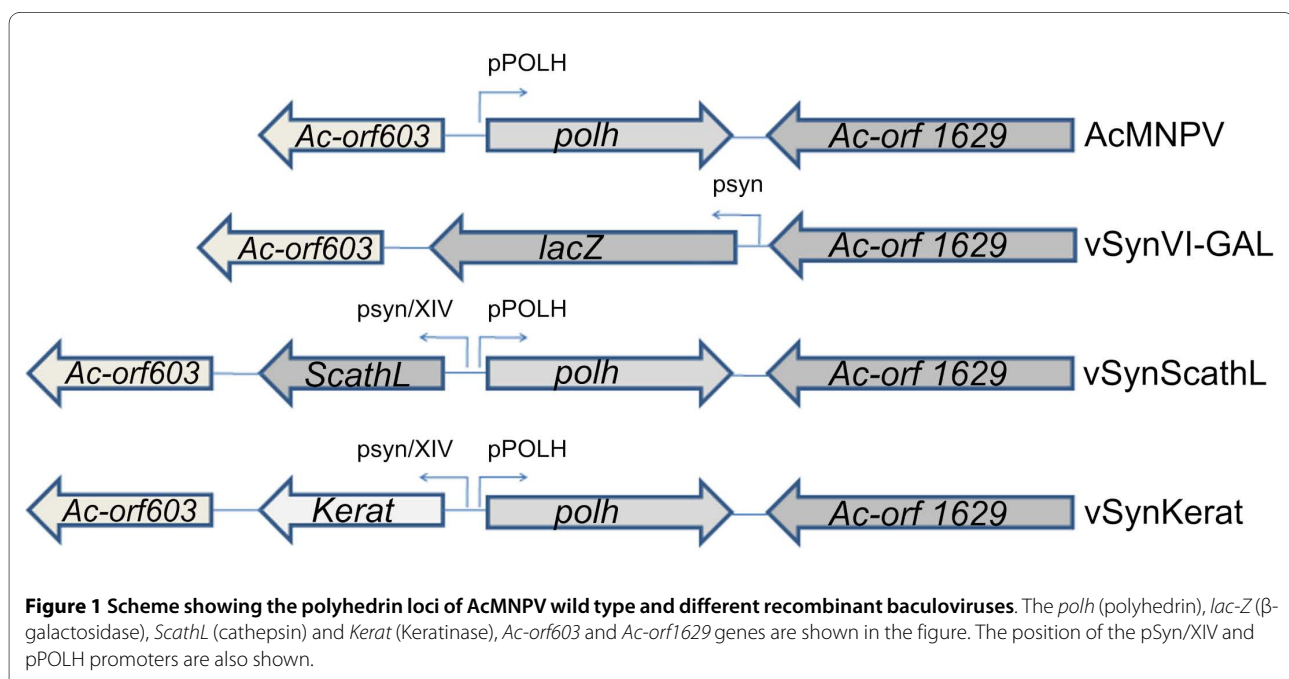 pPOLH
Ac-orf603 polh Ac-orf 1629 AcMNPV
psyn
Ac-orf603 lacZ Ac-orf 1629 vSynVI-GAL
psyn/XIV pPOLH
Ac-orf603 ScathL polh Ac-orf 1629 vSynScathL
psyn/XIV pPOLH
Ac-orf603 Kerat polh Ac-orf 1629 vSynKerat
Figure 1 Scheme showing the polyhedrin loci of AcMNPV wild type and different recombinant baculoviruses. The polh (polyhedrin), lac-Z (β-
galactosidase), ScathL (cathepsin) and Kerat (Keratinase), Ac-orf603 and Ac-orf1629 genes are shown in the figure. The position of the pSyn/XIV and
pPOLH promoters are also shown.